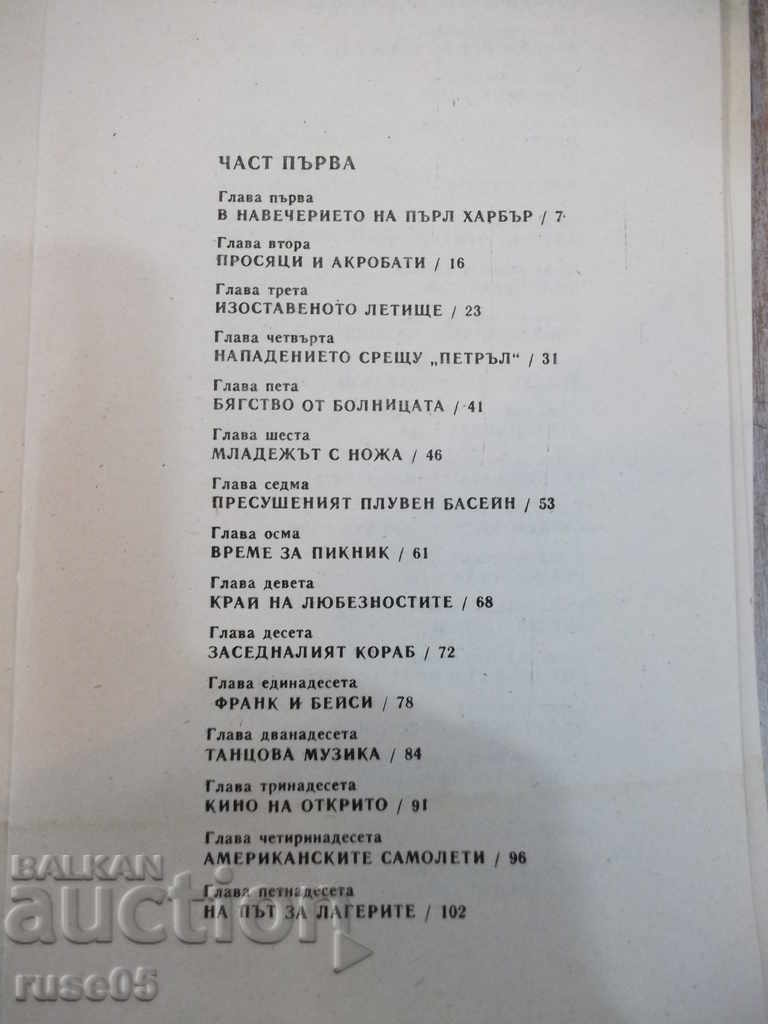 ЧАСТ ПЪРВА
Глава първа
В НАВЕЧЕРИЕТО НА ПЪРЛ ХАРБЪР / 7
Глава втора
ПРОСЯЦИ И АКРОБАТИ / 16
Глава трета
ИЗОСТАВЕНОТО ЛЕТИЩЕ / 23
Глава четвърта
НАПАДЕНИЕТО СРЕЩУ „ПЕТРЪЛ“ / 31
Глава пета
БЯГСТВО ОТ БОЛНИЦАТА / 41
Глава шеста
МЛАДЕЖЪТ С НОЖА / 46
Глава седма
ПРЕСУШЕНИЯТ ПЛУВЕН БАСЕЙН / 53
Глава осма
ВРЕМЕ ЗА ПИКНИК / 61
Глава девета
КРАЙ НА ЛЮБЕЗНОСТИТЕ / 68
Глава десета
ЗАСЕДНАЛИЯТ КОРАБ / 72
Глава единадесета
ФРАНК И БЕЙСИ / 78
Глава дванадесета
ТАНЦОВА МУЗИКА / 84
Глава тринадесета
КИНО НА ОТКРИТО / 91
Глава четиринадесета
АМЕРИКАНСКИТЕ САМОЛЕТИ / 96
Глава петнадесета
НА ПЪТ ЗА ЛАГЕРИТЕ / 102
BALKAN
auction
ruse05